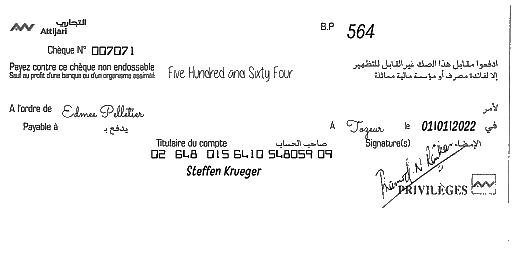 التجاري
Attijari
B.P 564
Chèque N° 007071
Payez contre ce chèque non endossable
Sauf au profit d'une banque ou d'un organisme assimilé
Five Hundred and Sixty Four
ادفعوا مقابل هذا الصك غير القابل للتظهير
إلا لفائدة مصرف أو مؤسسة مالية مماثلة
A l'ordre de Edmee Pelletier لأمر
Payable à يدفع بـ
A Tozeur le 01/01/2022 في
Titulaire du compte صاحب الحساب
Signature(s) الإمضاء
02 648 015 6410 548059 09
Steffen Krueger
PRIVILÈGES